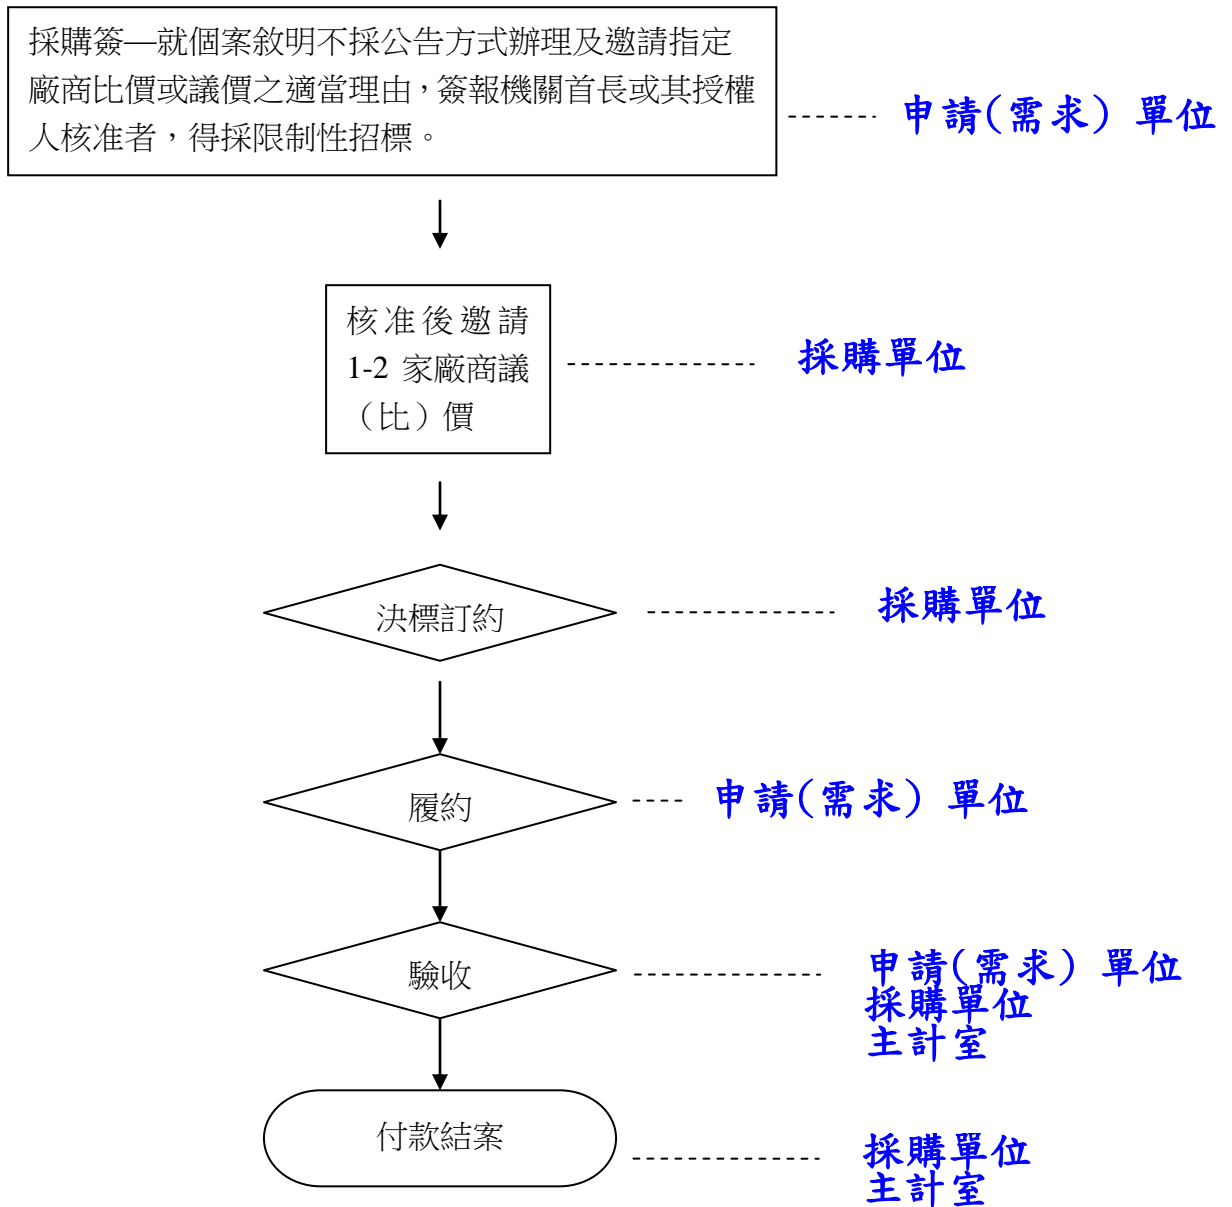 採購簽—就個案敘明不採公告方式辦理及邀請指定
廠商比價或議價之適當理由，簽報機關首長或其授權
人核准者，得採限制性招標。
申請(需求) 單位
核准後邀請
1-2 家廠商議
（比）價
採購單位
決標訂約
採購單位
履約
申請(需求) 單位
驗收
申請(需求) 單位
採購單位
主計室
付款結案
採購單位
主計室